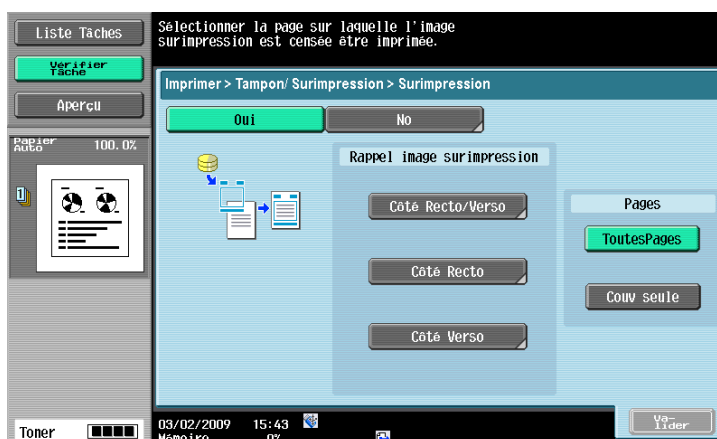 Liste Tâches
Vérifier
Tâche
Aperçu
Papier
Auto 100.0%
1
Sélectionner la page sur laquelle l'image
surimpression est censée être imprimée.
Imprimer > Tampon/ Surimpression > Surimpression
Oui
No
Rappel image surimpression
Côté Recto/Verso
Côté Recto
Côté Verso
Pages
ToutesPages
Couv seule
Va-
lider
Toner
03/02/2009 15:43
Mémoire 0%